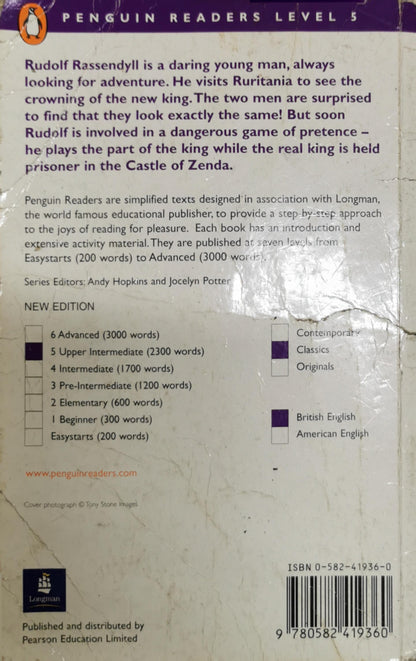 PENGUIN READERS LEVEL 5
Rudolf Rassendyll is a daring young man, always
looking for adventure. He visits Ruritania to see the
crowning of the new king. The two men are surprised
to find that they look exactly the same! But soon
Rudolf is involved in a dangerous game of pretence –
he plays the part of the king while the real king is held
prisoner in the Castle of Zenda.
Penguin Readers are simplified texts designed in association with Longman,
the world famous educational publisher, to provide a step-by-step approach
to the joys of reading for pleasure. Each book has an introduction and
extensive activity material. They are published at seven levels from
Easystarts (200 words) to Advanced (3000 words).
Series Editors: Andy Hopkins and Jocelyn Potter
NEW EDITION
6 Advanced (3000 words)
5 Upper Intermediate (2300 words)
4 Intermediate (1700 words)
3 Pre-Intermediate (1200 words)
2 Elementary (600 words)
1 Beginner (300 words)
Easystarts (200 words)
Contemporary
Classics
Originals
British English
American English
www.penguinreaders.com
Cover photograph © Tony Stone Images
Longman
Published and distributed by
Pearson Education Limited
ISBN 0-582-41936-0
9 780582 419360